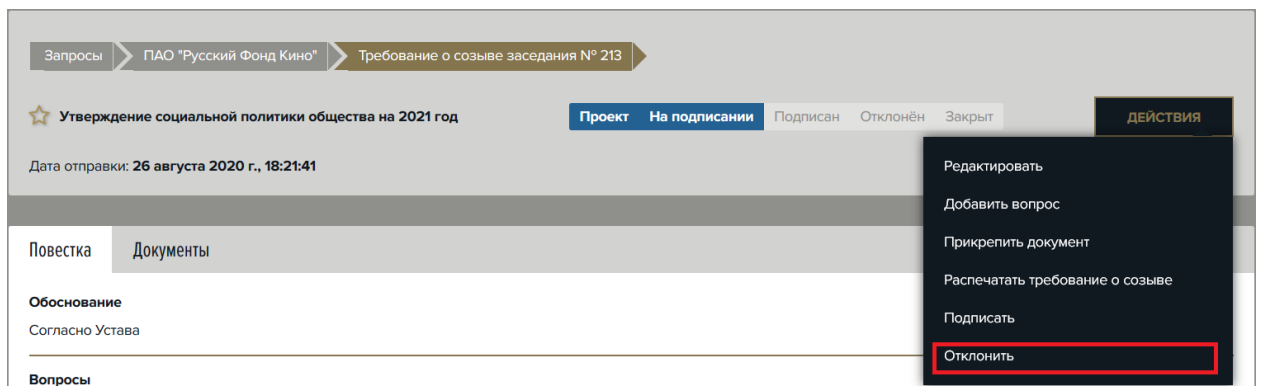 Запросы ПАО "Русский Фонд Кино" Требование о созыве заседания № 213
Утверждение социальной политики общества на 2021 год Проект На подписании Подписан Отклонён Закрыт ДЕЙСТВИЯ
Дата отправки: 26 августа 2020 г., 18:21:41
Редактировать
Добавить вопрос
Прикрепить документ
Распечатать требование о созыве
Подписать
Отклонить
Повестка Документы
Обоснование
Согласно Устава
Вопросы